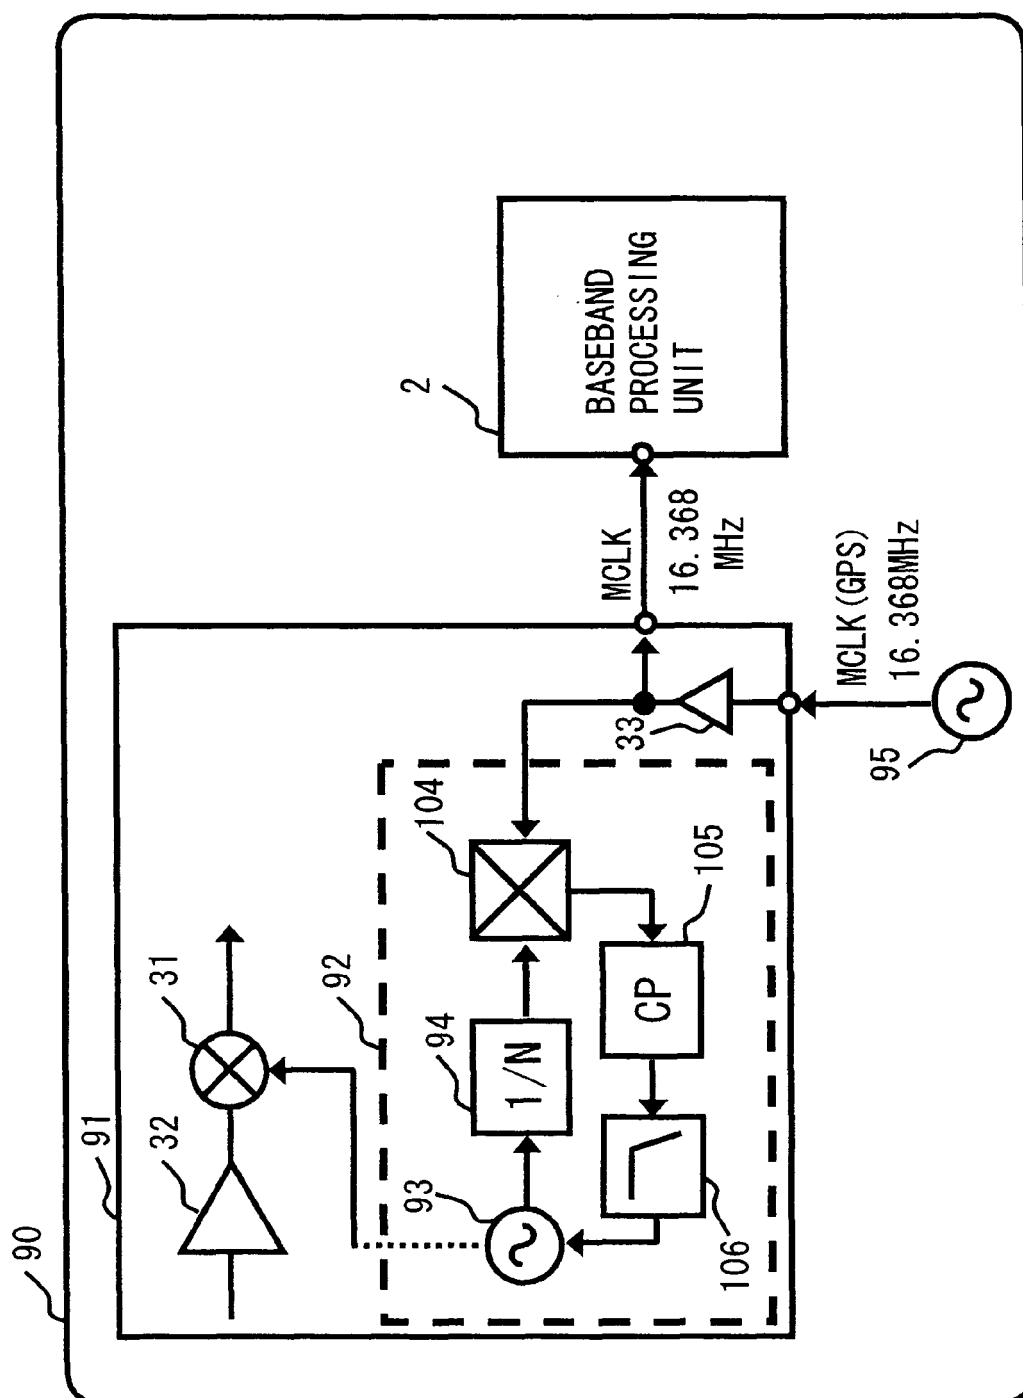 90
91
32
31
92
93
94
1/N
104
CP
105
106
33
MCLK
16.368
MHz
MCLK(GPS)
16.368MHz
95
2
BASEBAND
PROCESSING
UNIT